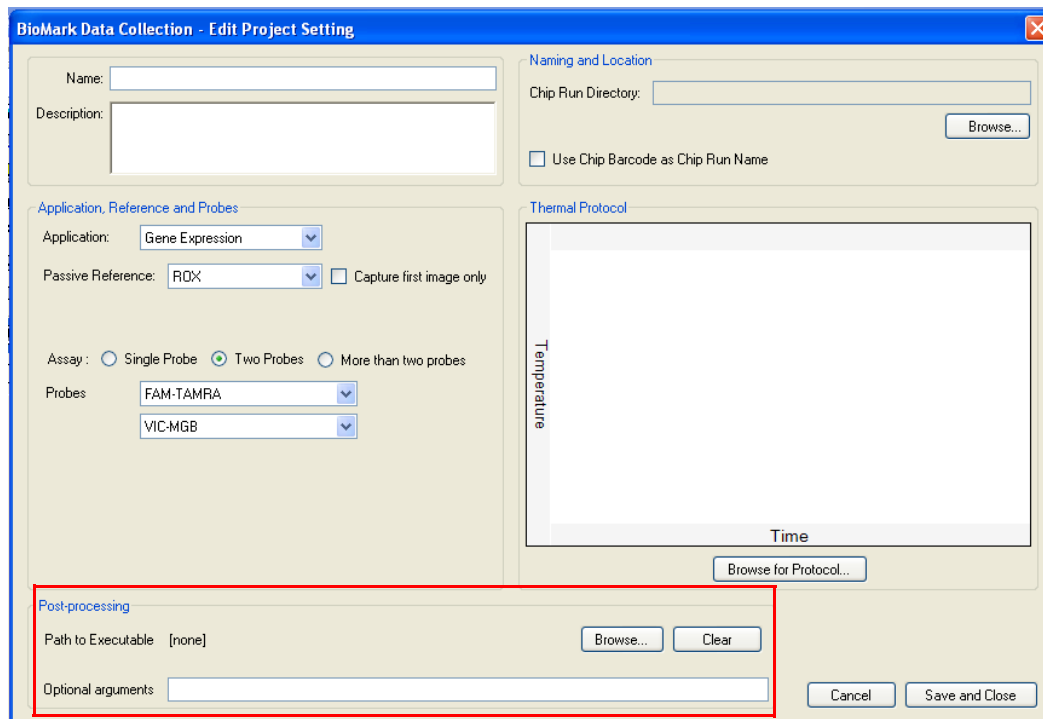 BioMark Data Collection - Edit Project Setting
Name:
Description:
Naming and Location
Chip Run Directory:
Browse...
Use Chip Barcode as Chip Run Name
Application, Reference and Probes
Application: Gene Expression
Passive Reference: ROX Capture first image only
Assay : Single Probe Two Probes More than two probes
Probes FAM-TAMRA
VIC-MGB
Thermal Protocol
Temperature
Time
Browse for Protocol...
Post-processing
Path to Executable [none] Browse... Clear
Optional arguments
Cancel Save and Close